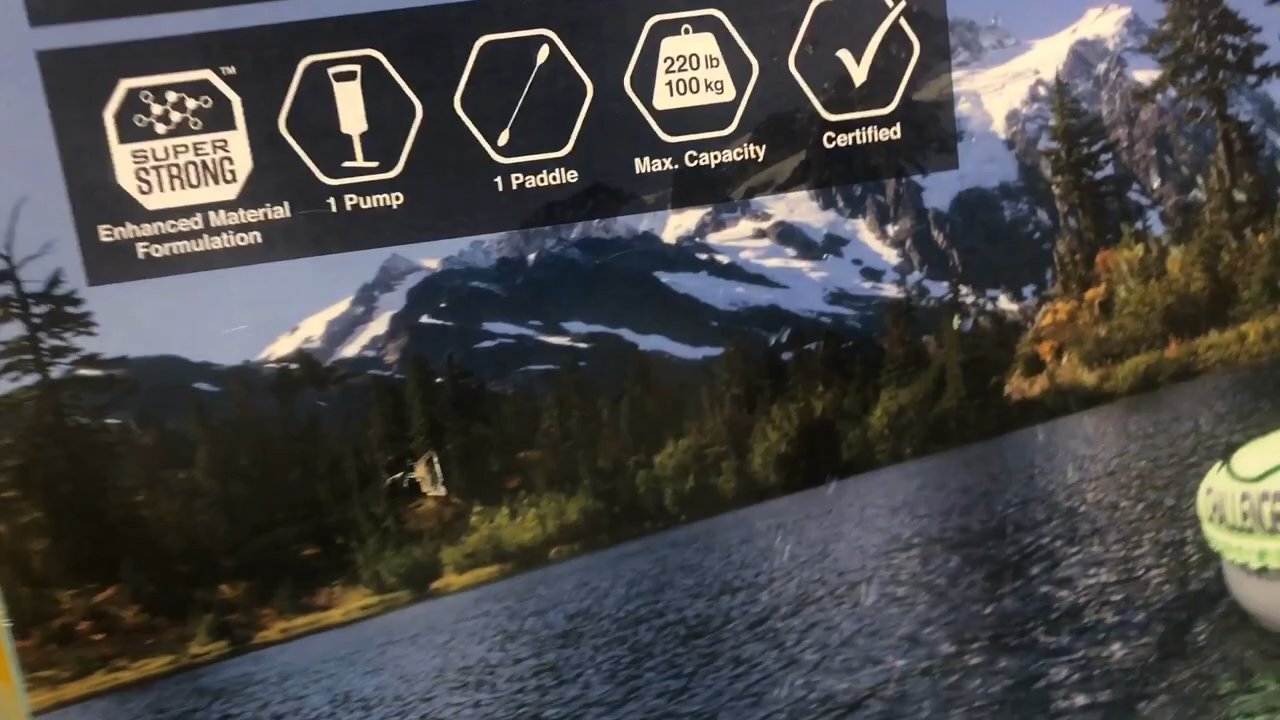 SUPER
STRONG
TM
Enhanced Material
Formulation
1 Pump
1 Paddle
220 lb
100 kg
Max. Capacity
Certified